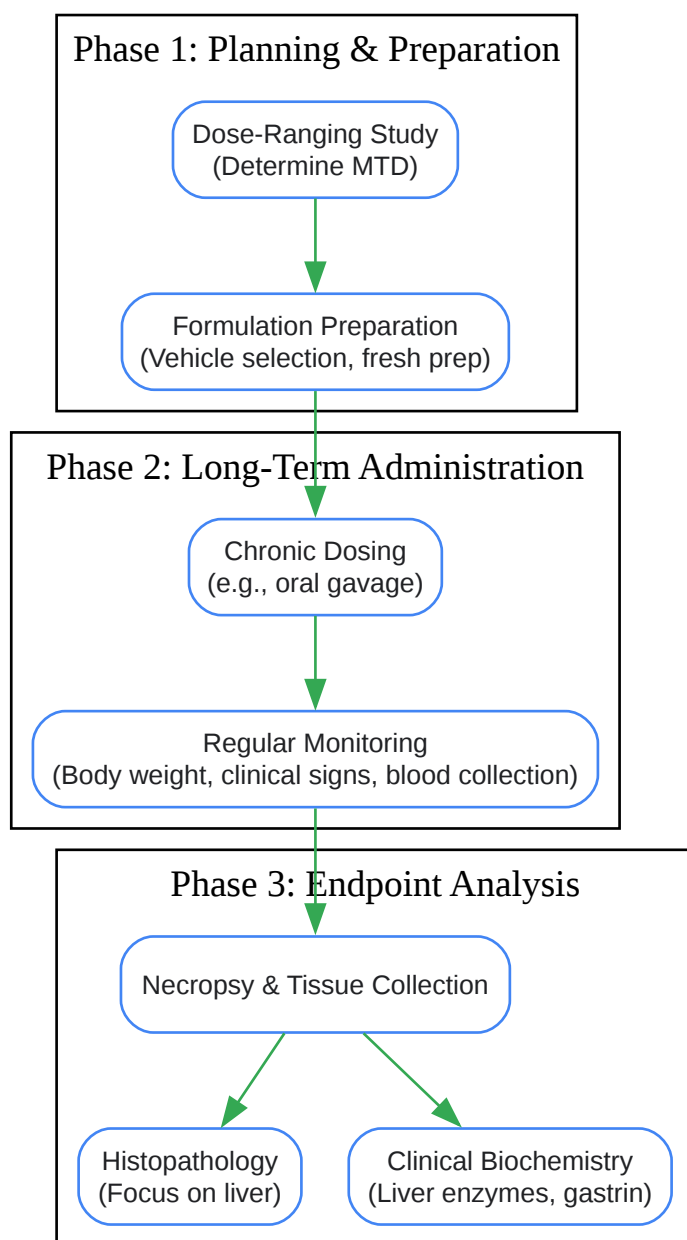 Phase 1: Planning & Preparation
Dose-Ranging Study
(Determine MTD)
Formulation Preparation
(Vehicle selection, fresh prep)
Phase 2: Long-Term Administration
Chronic Dosing
(e.g., oral gavage)
Regular Monitoring
(Body weight, clinical signs, blood collection)
Phase 3: Endpoint Analysis
Necropsy & Tissue Collection
Histopathology
(Focus on liver)
Clinical Biochemistry
(Liver enzymes, gastrin)